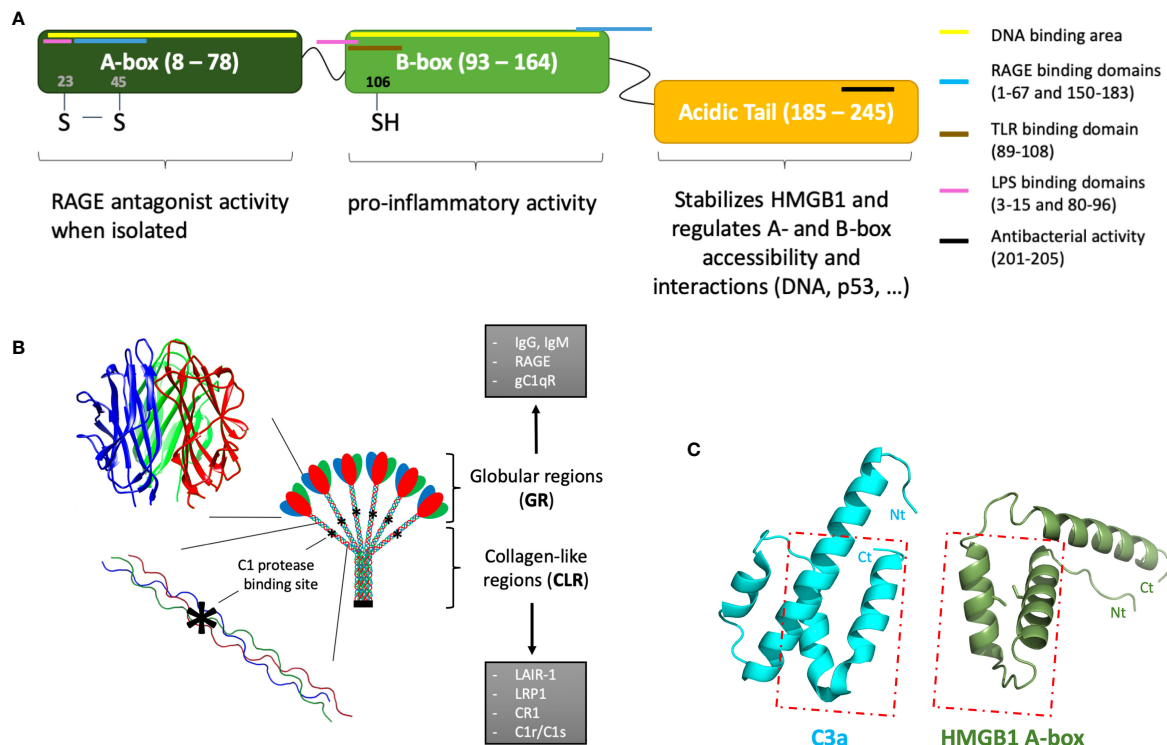 A
A-box (8 – 78)
23
45
S
S
B-box (93 – 164)
106
SH
Acidic Tail (185 – 245)
RAGE antagonist activity
when isolated
pro-inflammatory activity
Stabilizes HMGB1 and
regulates A- and B-box
accessibility and
interactions (DNA, p53, ...)
DNA binding area
RAGE binding domains
(1-67 and 150-183)
TLR binding domain
(89-108)
LPS binding domains
(3-15 and 80-96)
Antibacterial activity
(201-205)
B
- IgG, IgM
- RAGE
- gC1qR
Globular regions
(GR)
C1 protease
binding site
Collagen-like
regions (CLR)
- LAIR-1
- LRP1
- CR1
- C1r/C1s
C
Nt
Ct
C3a
Ct
Nt
HMGB1 A-box